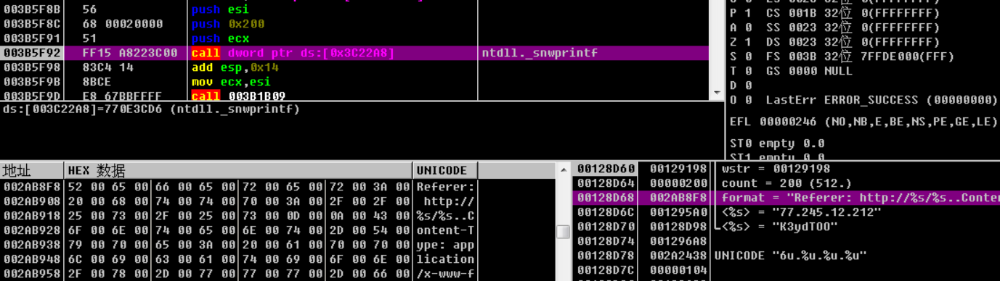 003B5F8B 56 push esi
003B5F8C 68 00020000 push 0x200
003B5F91 51 push ecx
003B5F92 FF15 A8223C00 call dword ptr ds:[0x3C22A8] ntdll._snwprintf
003B5F98 83C4 14 add esp,0x14
003B5F9B 8BCE mov ecx,esi
003B5F9D E8 67BBFFFF call 003B1B09
ds:[003C22A8]=770E3CD6 (ntdll._snwprintf)
P 1 CS 001B 32位 0(FFFFFFFF)
A 0 SS 0023 32位 0(FFFFFFFF)
Z 1 DS 0023 32位 0(FFFFFFFF)
S 0 FS 003B 32位 7FFDE000(FFF)
T 0 GS 0000 NULL
D 0
O 0 LastErr ERROR_SUCCESS (00000000)
EFL 00000246 (NO,NB,E,BE,NS,PE,GE,LE)
ST0 empty 0.0
ST1 empty 0.0
地址 HEX 数据 UNICODE
002AB8F8 52 00 65 00 66 00 65 00 72 00 65 00 72 00 3A 00 Referer:
002AB908 20 00 68 00 74 00 74 00 70 00 3A 00 2F 00 2F 00 http://
002AB918 25 00 73 00 2F 00 25 00 73 00 0D 00 0A 00 43 00 %s/%s..C
002AB928 6F 00 6E 00 74 00 65 00 6E 00 74 00 2D 00 54 00 ontent-T
002AB938 79 00 70 00 65 00 3A 00 20 00 61 00 70 00 70 00 ype: app
002AB948 6C 00 69 00 63 00 61 00 74 00 69 00 6F 00 6E 00 lication
002AB958 2F 00 78 00 2D 00 77 00 77 00 77 00 2D 00 66 00 /x-www-f
00128D60 00129198 wstr = 00129198
00128D64 00000200 count = 200 (512.)
00128D68 002AB8F8 format = "Referer: http://%s/%s..Conte
00128D6C 001295A0 <%s> = "77.245.12.212"
00128D70 00128D98 <%s> = "K3ydTOO"
00128D74 001296A8
00128D78 002A2438 UNICODE "6u.%u.%u.%u"
00128D7C 00000104